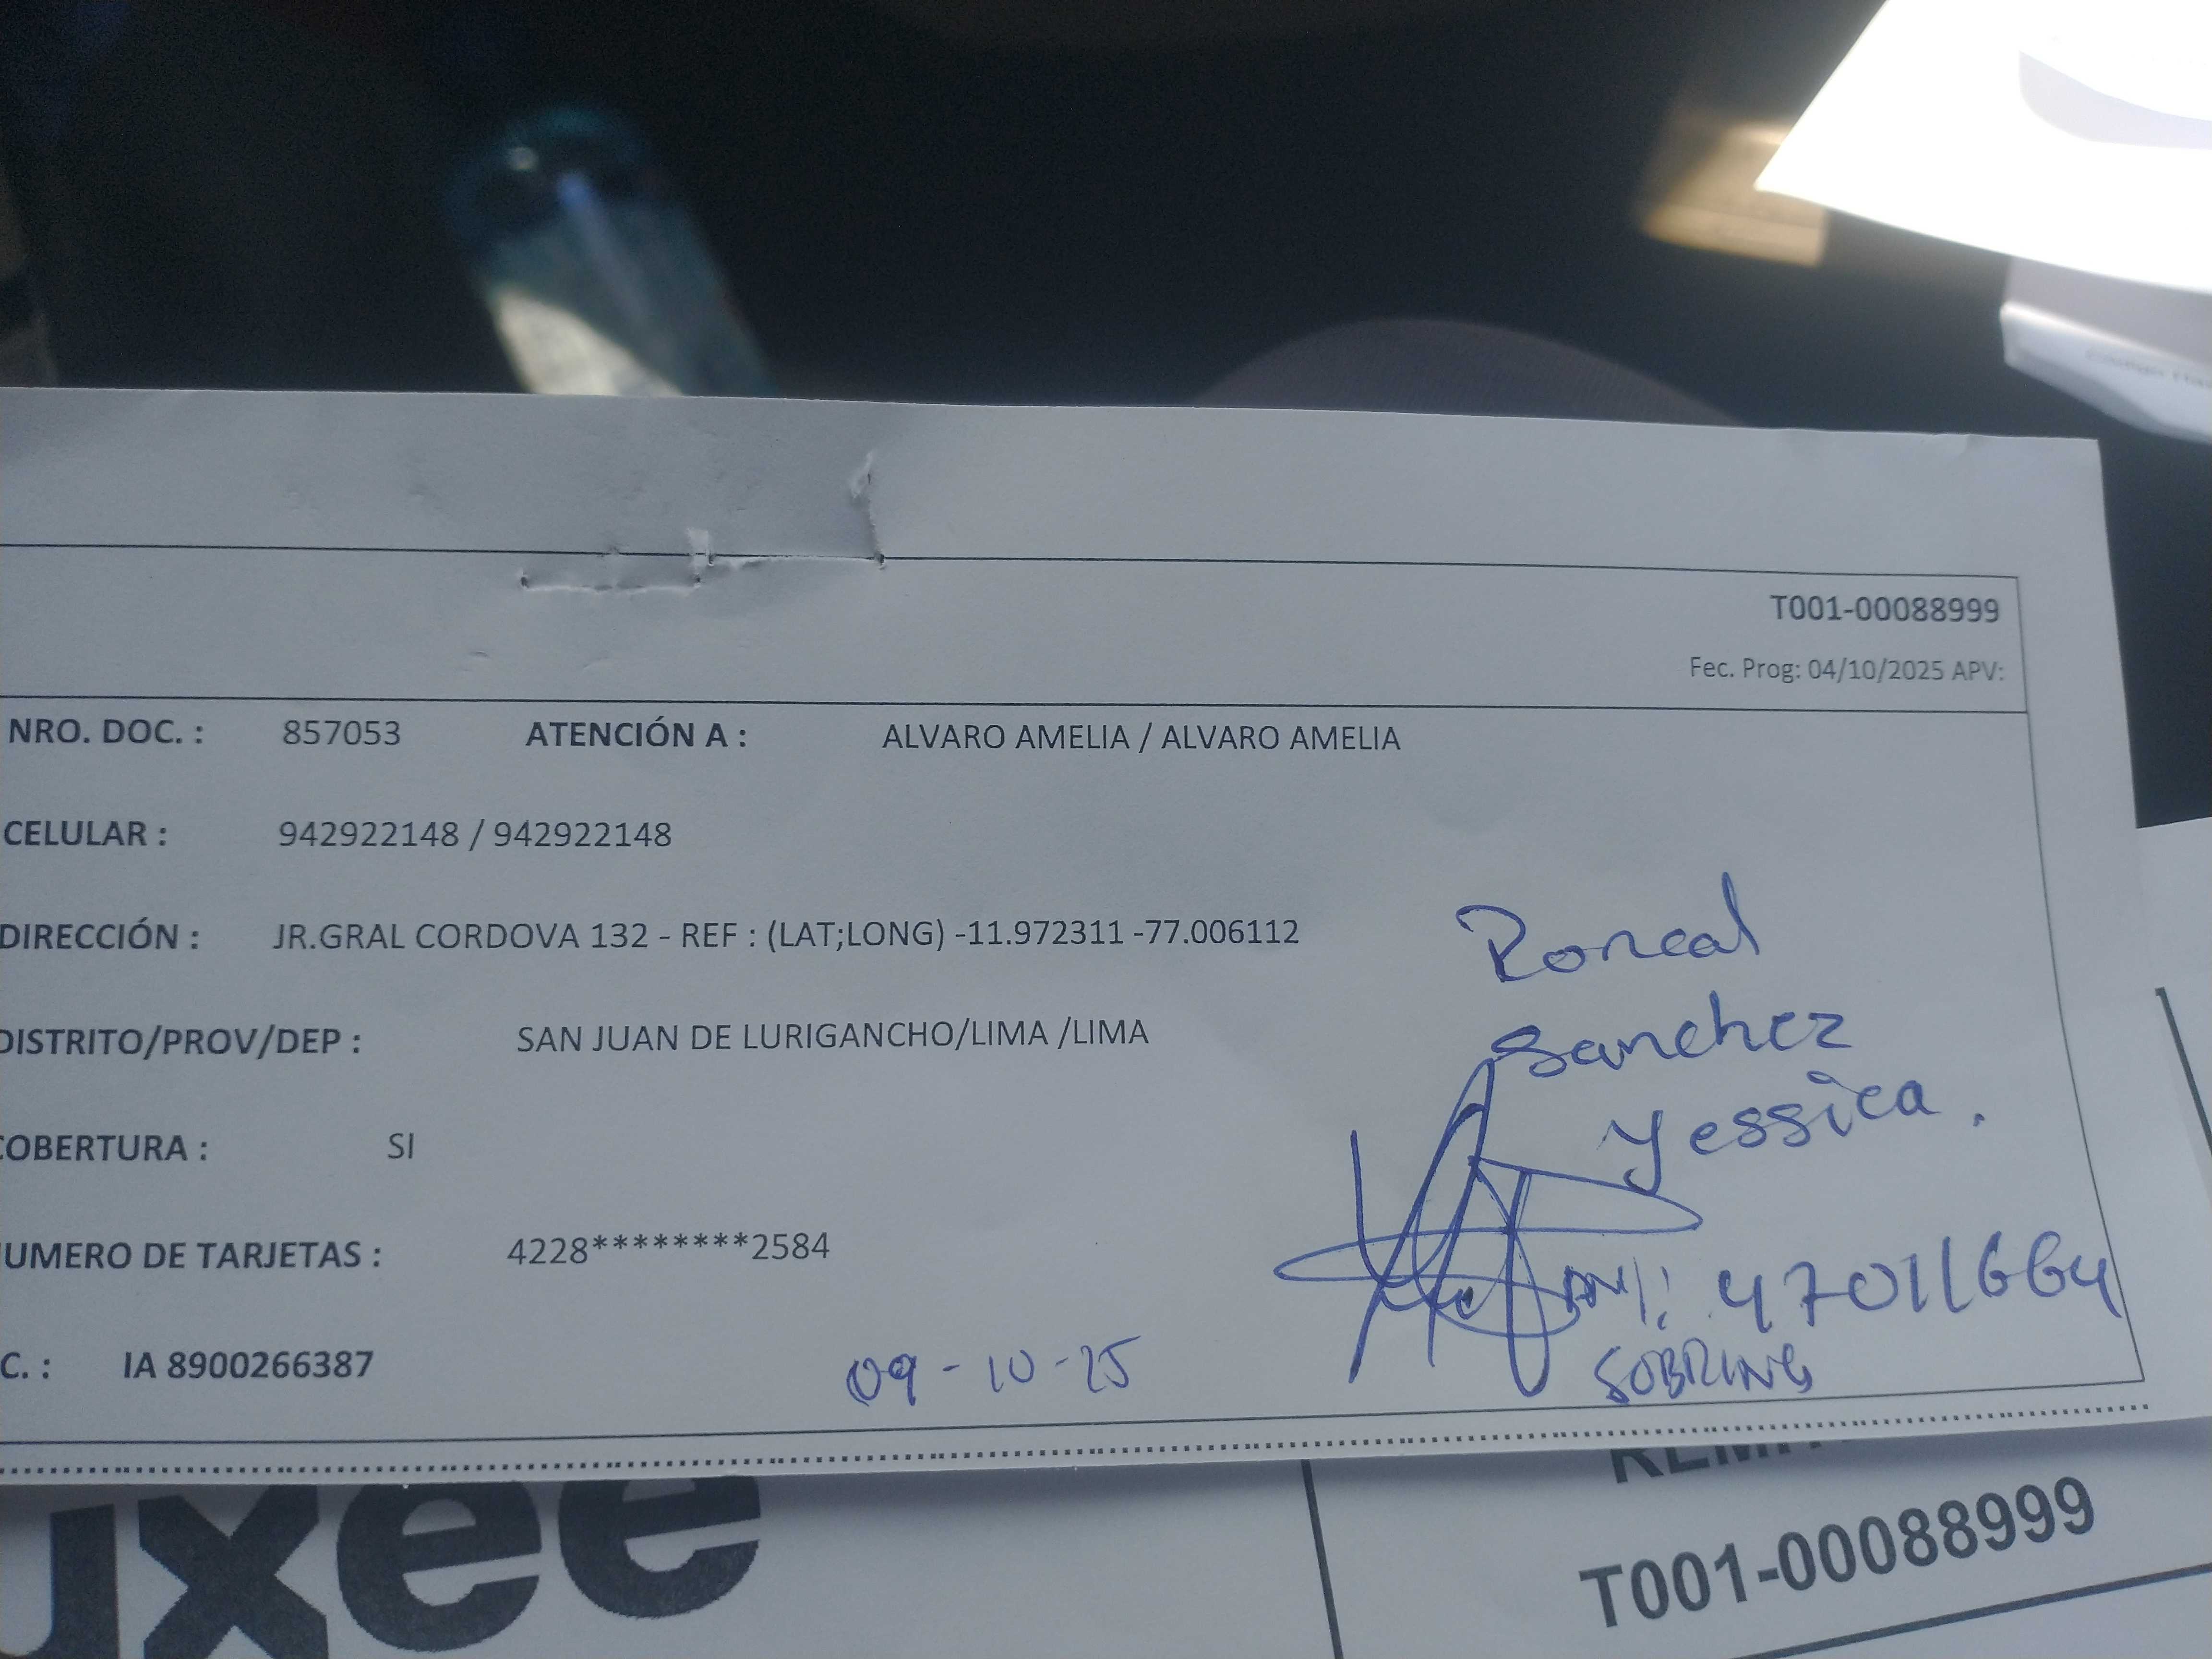 T001-00088999
Fec. Prog: 04/10/2025 APV:
NRO. DOC. : 857053 ATENCIÓN A : ALVARO AMELIA / ALVARO AMELIA
CELULAR : 942922148 / 942922148
DIRECCIÓN : JR.GRAL CORDOVA 132 - REF : (LAT;LONG) -11.972311 -77.006112
DISTRITO/PROV/DEP : SAN JUAN DE LURIGANCHO/LIMA /LIMA
COBERTURA : SI
UMERO DE TARJETAS : 4228********2584
C. : IA 8900266387
Roncal
Sanchez
Yessica.
DNI: 47011664
SOBRINA
09-10-25
uxee
T001-00088999